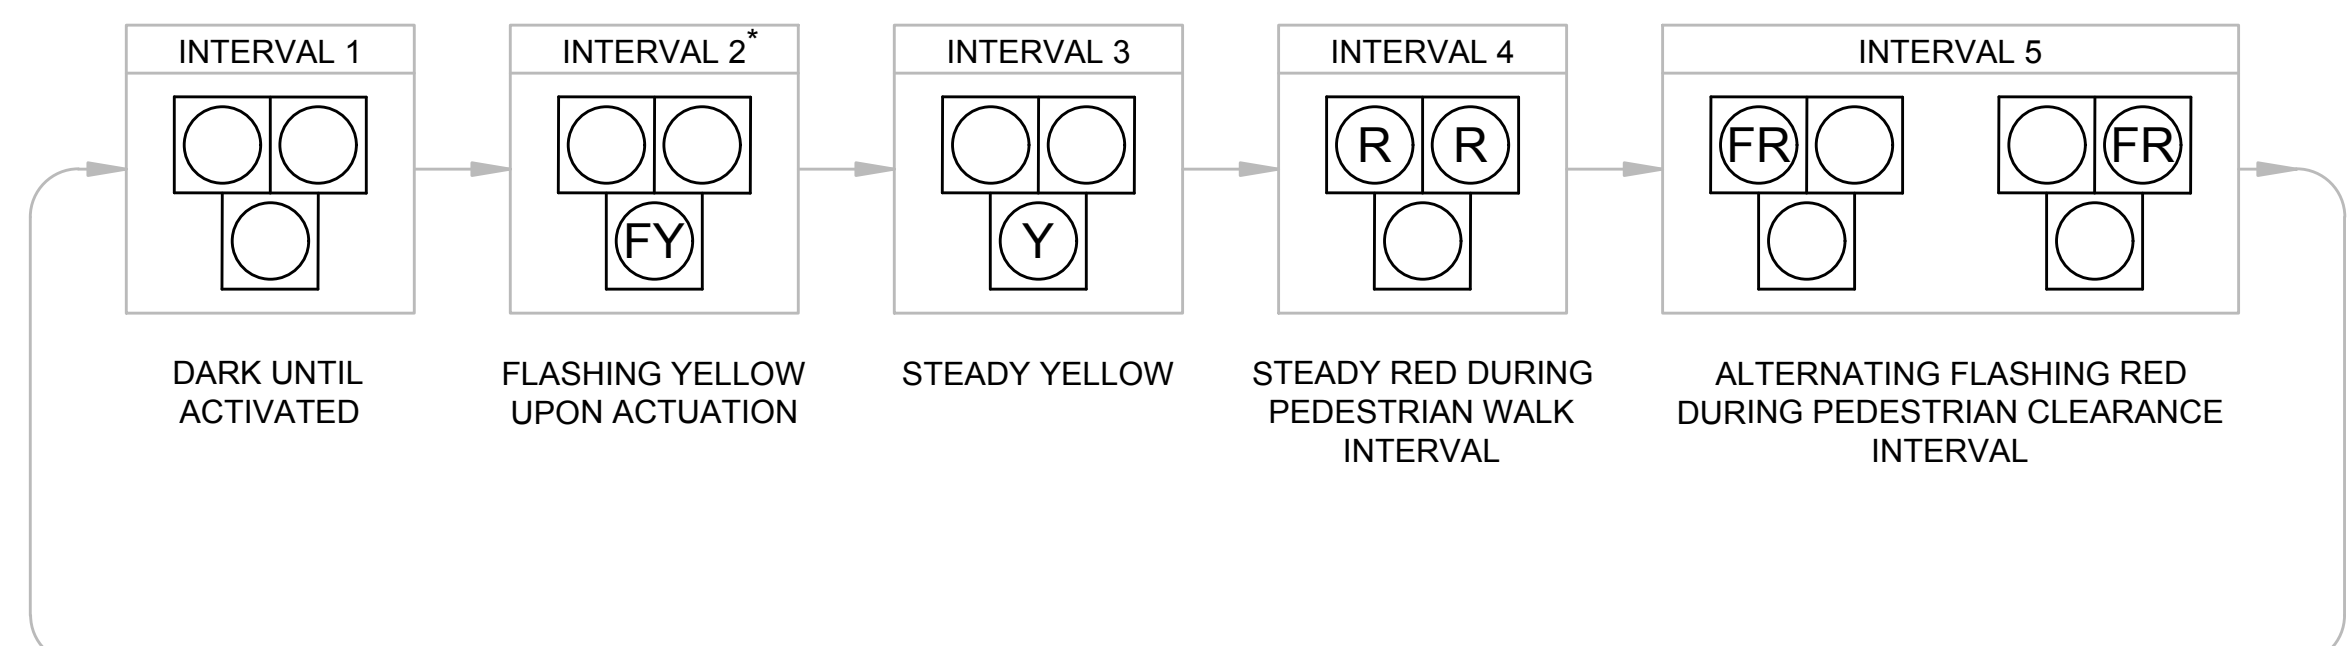 INTERVAL 1
DARK UNTIL
ACTIVATED
INTERVAL 2*
FY
FLASHING YELLOW
UPON ACTUATION
INTERVAL 3
Y
STEADY YELLOW
INTERVAL 4
R R
STEADY RED DURING
PEDESTRIAN WALK
INTERVAL
INTERVAL 5
FR FR
ALTERNATING FLASHING RED
DURING PEDESTRIAN CLEARANCE
INTERVAL